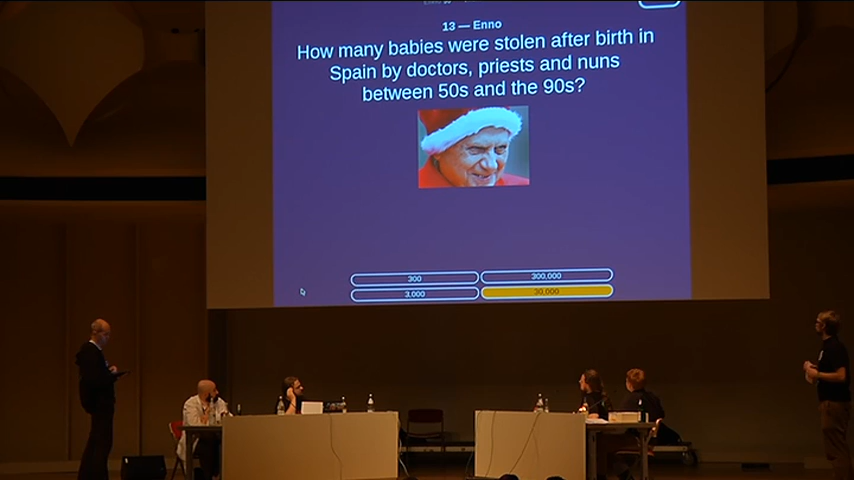 13 — Enno
How many babies were stolen after birth in
Spain by doctors, priests and nuns
between 50s and the 90s?
300
300,000
3,000
30,000